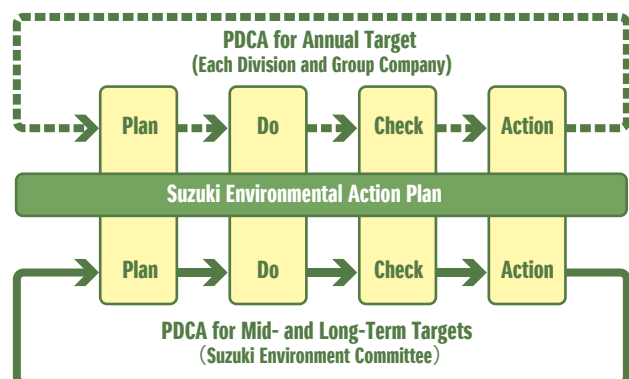 PDCA for Annual Target
(Each Division and Group Company)
Plan Do Check Action
Suzuki Environmental Action Plan
Plan Do Check Action
PDCA for Mid- and Long-Term Targets
（Suzuki Environment Committee）